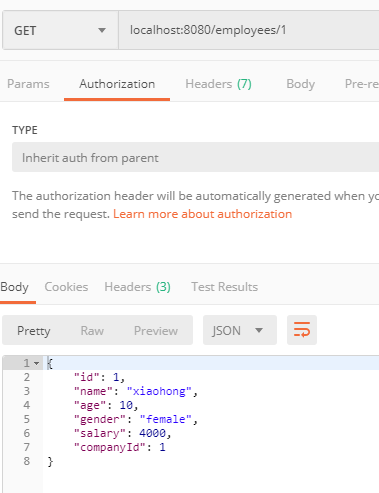 GET localhost:8080/employees/1
Params Authorization Headers (7) Body Pre-re
TYPE
Inherit auth from parent
The authorization header will be automatically generated when yo
send the request. Learn more about authorization
Body Cookies Headers (3) Test Results
Pretty Raw Preview JSON
1 {
2 "id": 1,
3 "name": "xiaohong",
4 "age": 10,
5 "gender": "female",
6 "salary": 4000,
7 "companyId": 1
8 }